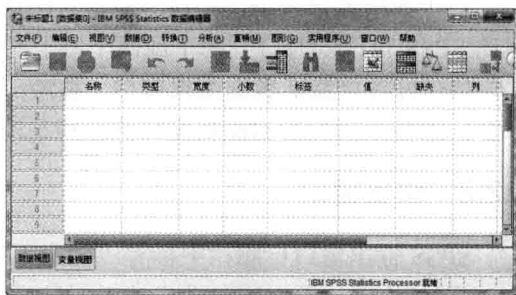 未标题1 [数据集0] - IBM SPSS Statistics 数据编辑器
文件(F) 编辑(E) 视图(V) 数据(D) 转换(T) 分析(A) 直销(M) 图形(G) 实用程序(U) 窗口(W) 帮助
名称 类型 宽度 小数 标签 值 缺失 列
1
2
3
4
5
6
7
8
9
数据视图 变量视图
IBM SPSS Statistics Processor 就绪